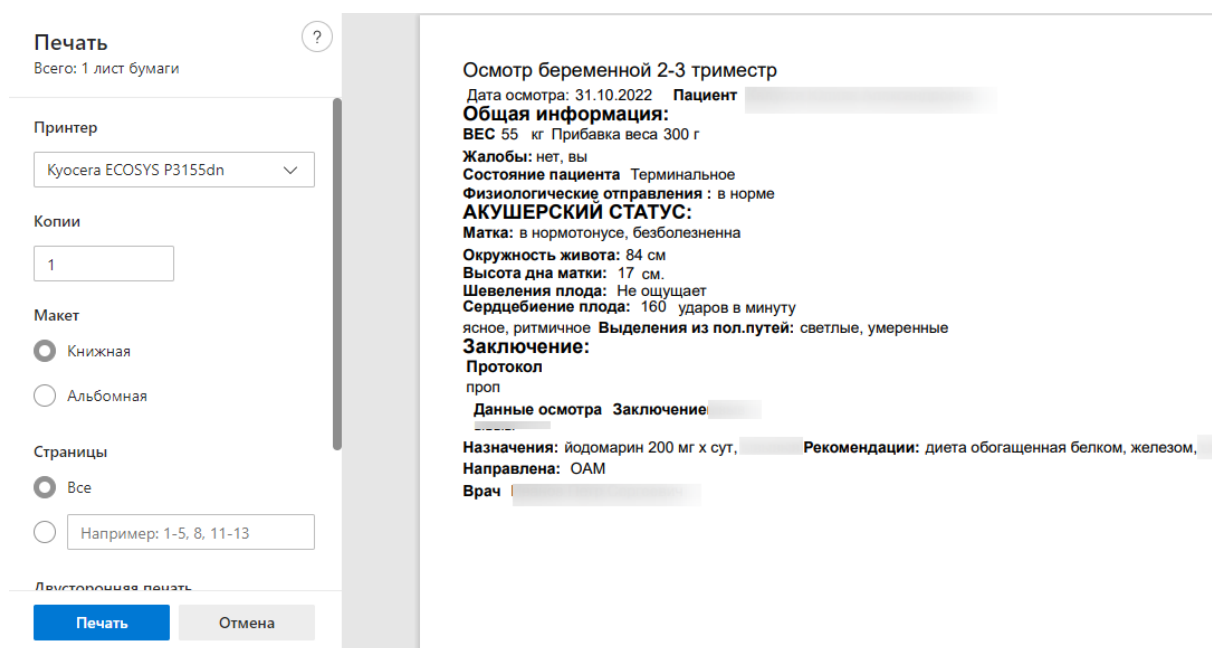 Печать
?
Всего: 1 лист бумаги
Принтер
Kyocera ECOSYS P3155dn
Копии
1
Макет
Книжная
Альбомная
Страницы
Все
Например: 1-5, 8, 11-13
Двусторонняя печать
Печать Отмена
Осмотр беременной 2-3 триместр
Дата осмотра: 31.10.2022 Пациент
Общая информация:
ВЕС 55 кг Прибавка веса 300 г
Жалобы: нет, вы
Состояние пациента Терминальное
Физиологические отправления : в норме
АКУШЕРСКИЙ СТАТУС:
Матка: в нормотонусе, безболезненна
Окружность живота: 84 см
Высота дна матки: 17 см.
Шевеления плода: Не ощущает
Сердцебиение плода: 160 ударов в минуту
ясное, ритмичное Выделения из пол.путей: светлые, умеренные
Заключение:
Протокол
проп
Данные осмотра Заключение
Назначения: йодомарин 200 мг х сут, Рекомендации: диета обогащенная белком, железом,
Направлена: ОАМ
Врач